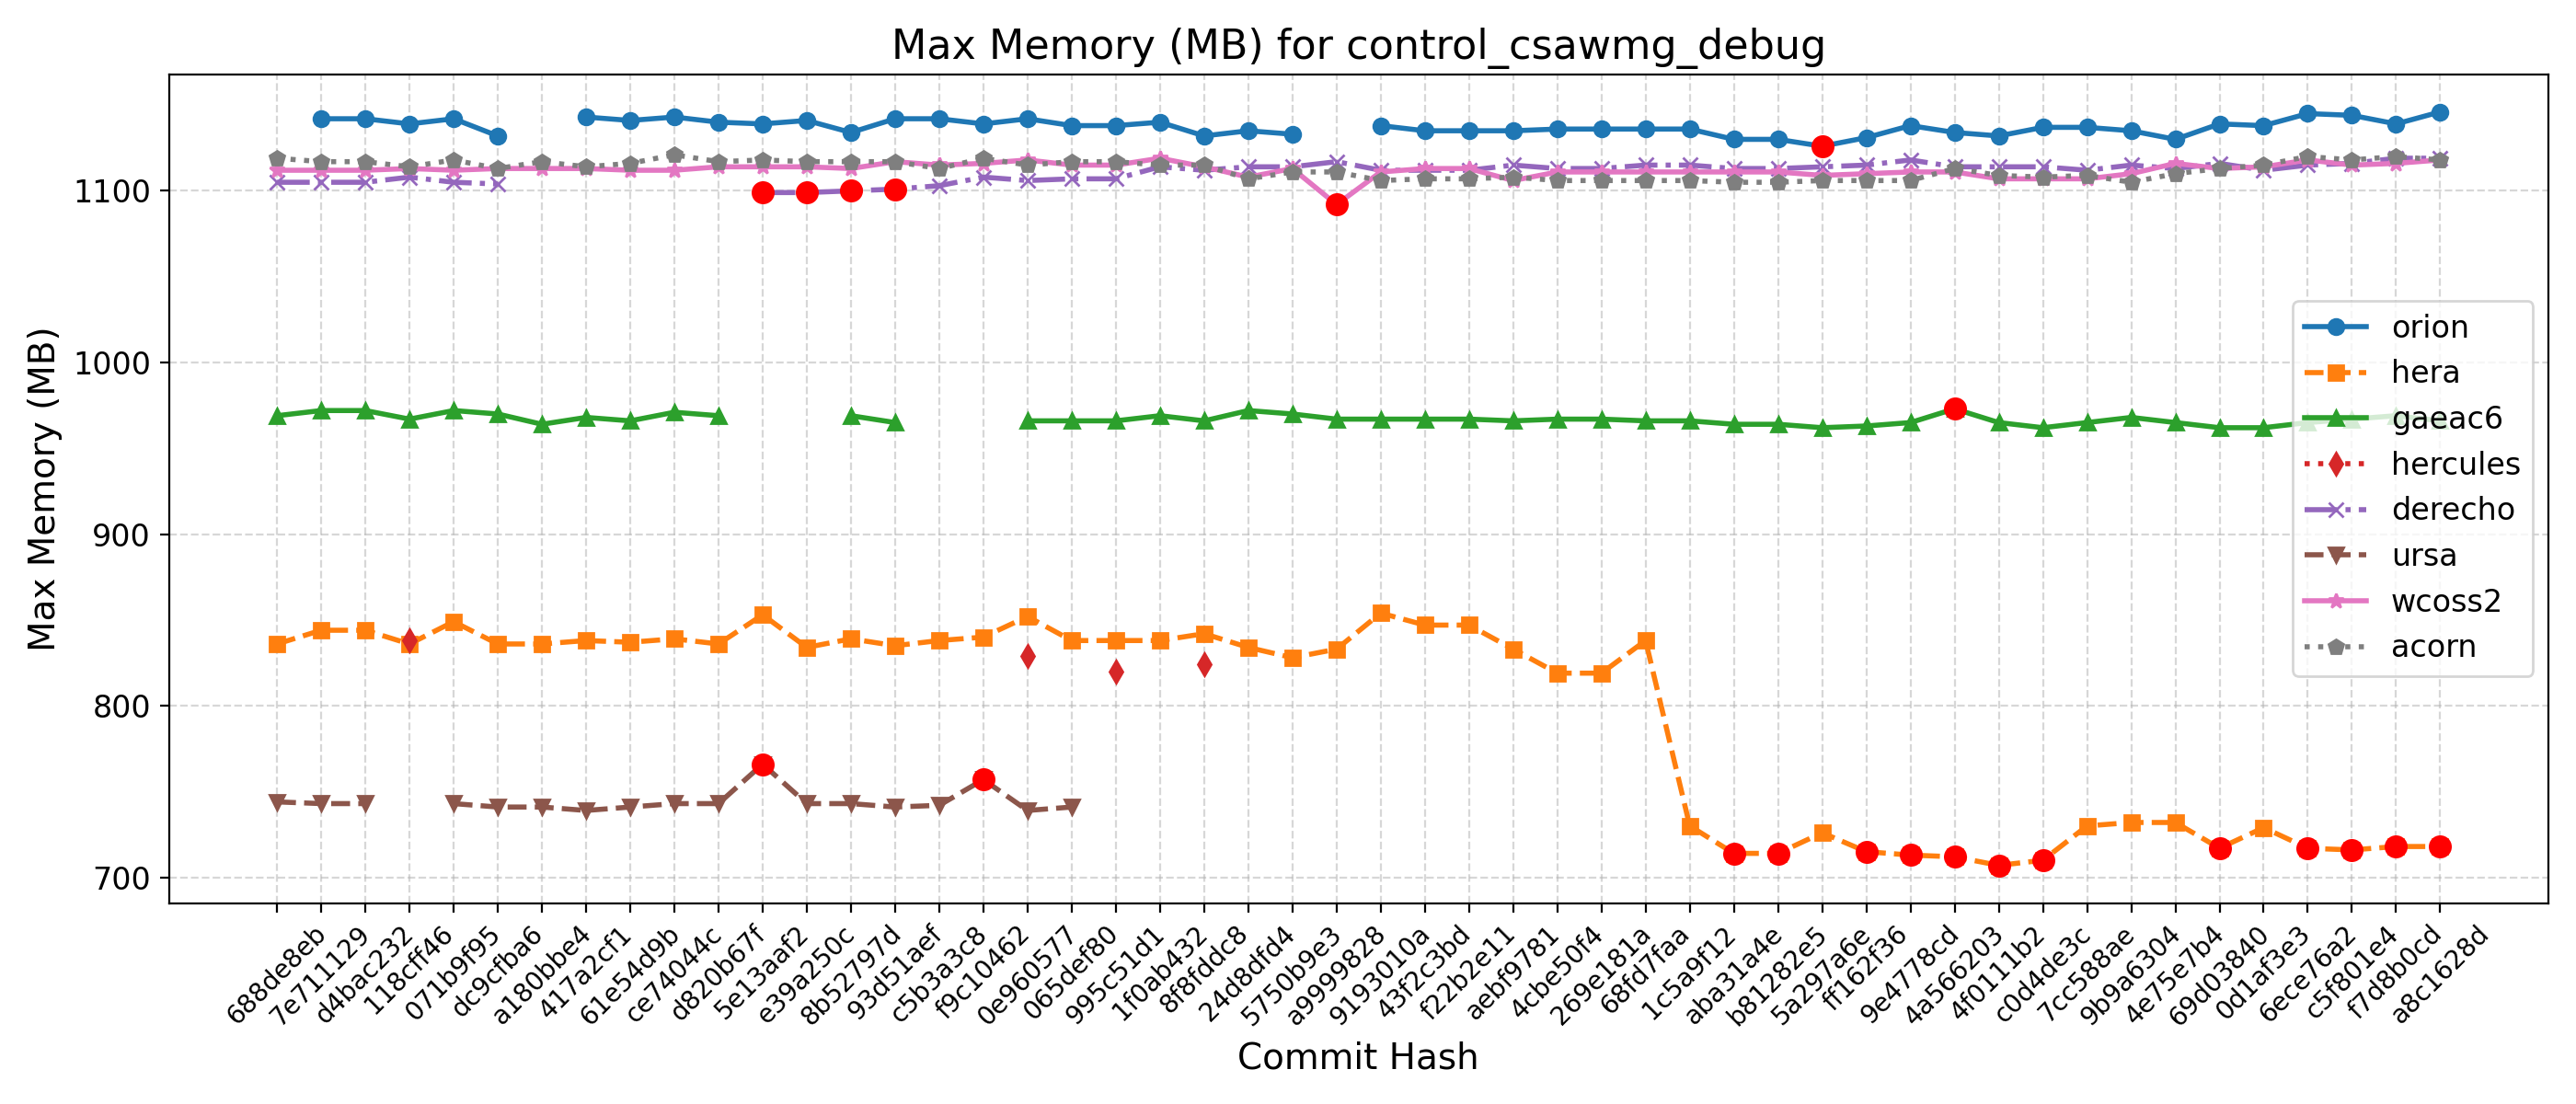 Max Memory (MB) for control_csawmg_debug
Max Memory (MB)
1100
1000
900
800
700
orion
hera
gaeac6
hercules
derecho
ursa
wcoss2
acorn
688de8eb
7e711129
d4bac232
118cff46
071b9f95
dc9cfba6
a180bbe4
417a2cf1
61e54d9b
ce74044c
d820b67f
5e13aaf2
e39a250c
8b52797d
93d51aef
c5b3a3c8
f9c10462
0e960577
065def80
995c51d1
1f0ab432
8f8fddc8
24d8dfd4
5750b9e3
a9999828
9193010a
43f2c3bd
f22b2e11
aebf9781
4cbe50f4
269e181a
68fd7faa
1c5a9f12
aba31a4e
b81282e5
5a297a6e
ff162f36
9e4778cd
4a566203
4f0111b2
c0d4de3c
7cc588ae
9b9a6304
4e75e7b4
69d03840
0d1af3e3
6ece76a2
c5f801e4
f7d8b0cd
a8c1628d
Commit Hash